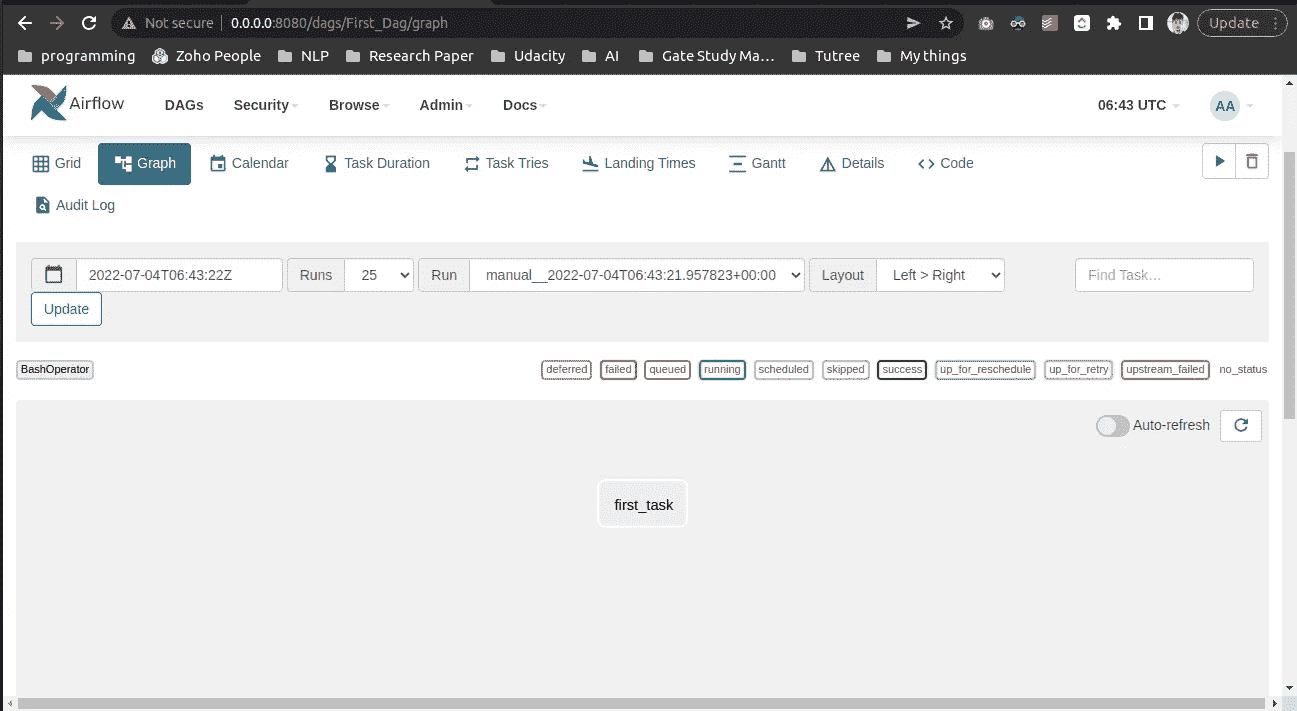 Not secure 0.0.0.0:8080/dags/First_Dag/graph Update
programming Zoho People NLP Research Paper Udacity AI Gate Study Ma... Tutree My things
Airflow DAGs Security Browse Admin Docs 06:43 UTC AA
Grid Graph Calendar Task Duration Task Tries Landing Times Gantt Details Code
Audit Log
2022-07-04T06:43:22Z Runs 25 Run manual__2022-07-04T06:43:21.957823+00:00 Layout Left > Right Find Task...
Update
BashOperator deferred failed queued running scheduled skipped success up_for_reschedule up_for_retry upstream_failed no_status
Auto-refresh
first_task